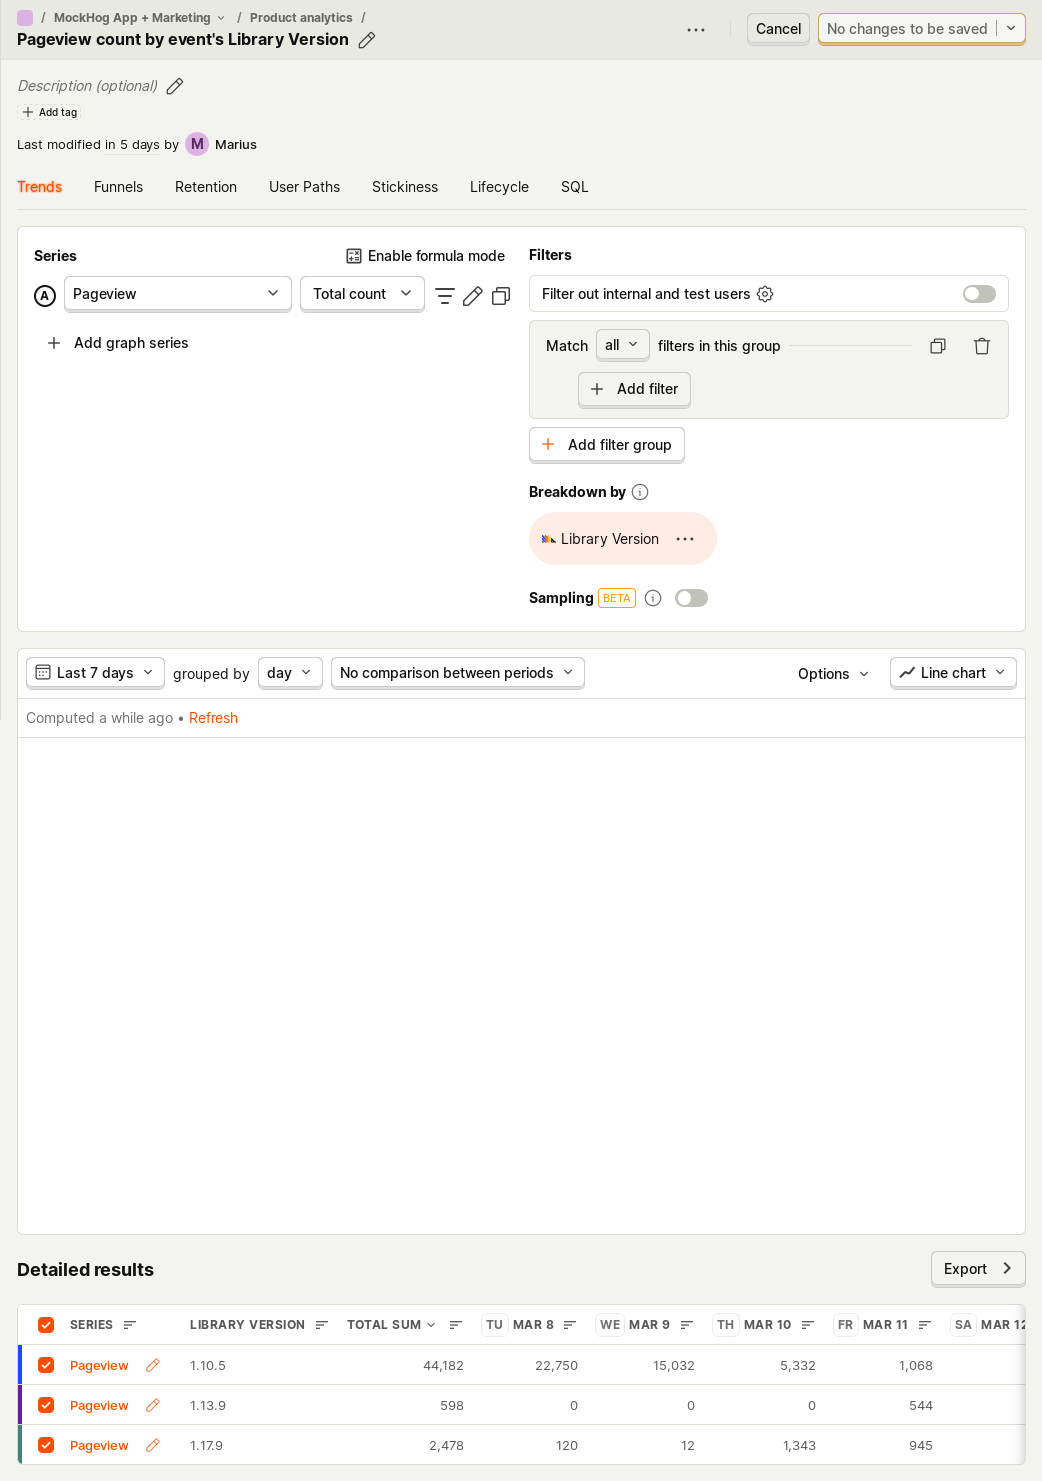 / MockHog App + Marketing / Product analytics /
Pageview count by event's Library Version
Cancel
No changes to be saved
Description (optional)
Add tag
Last modified in 5 days by M Marius
Trends Funnels Retention User Paths Stickiness Lifecycle SQL
Series
Enable formula mode
A Pageview Total count
Add graph series
Filters
Filter out internal and test users
Match all filters in this group
Add filter
Add filter group
Breakdown by
Library Version
Sampling BETA
Last 7 days grouped by day No comparison between periods Options Line chart
Computed a while ago • Refresh
Detailed results
Export
SERIES LIBRARY VERSION TOTAL SUM TU MAR 8 WE MAR 9 TH MAR 10 FR MAR 11 SA MAR 12
Pageview 1.10.5 44,182 22,750 15,032 5,332 1,068
Pageview 1.13.9 598 0 0 0 544
Pageview 1.17.9 2,478 120 12 1,343 945